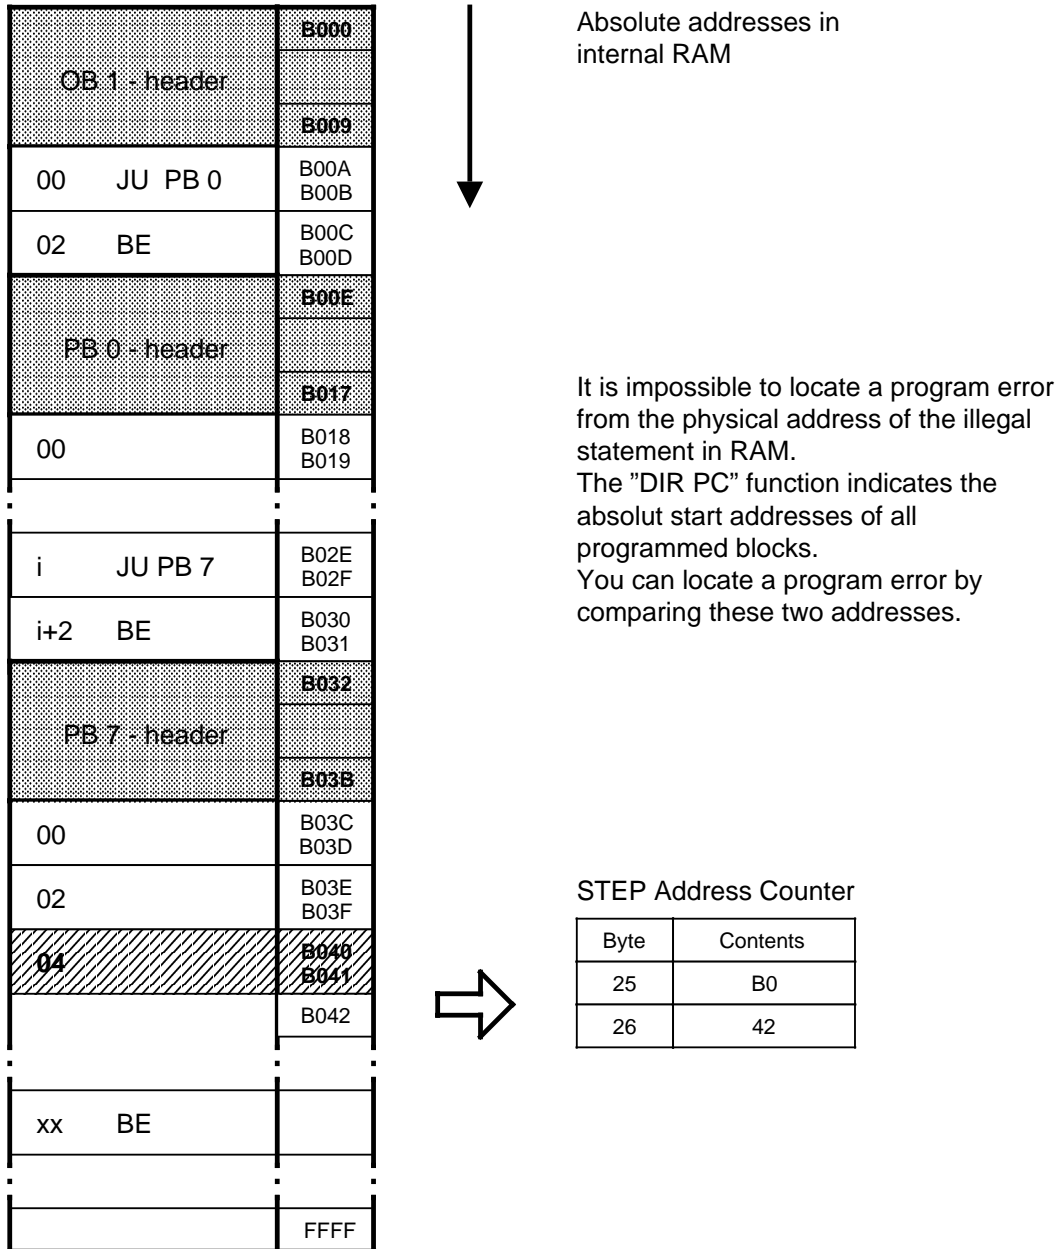 B000
OB 1 - header
B009
00 JU PB 0 B00A
B00B
02 BE B00C
B00D
B00E
PB 0 - header
B017
00 B018
B019
i JU PB 7 B02E
B02F
i+2 BE B030
B031
B032
PB 7 - header
B03B
00 B03C
B03D
02 B03E
B03F
04 B040
B041
B042
xx BE
FFFF
Absolute addresses in
internal RAM
It is impossible to locate a program error
from the physical address of the illegal
statement in RAM.
The ”DIR PC” function indicates the
absolut start addresses of all
programmed blocks.
You can locate a program error by
comparing these two addresses.
STEP Address Counter
Byte Contents
25 B0
26 42